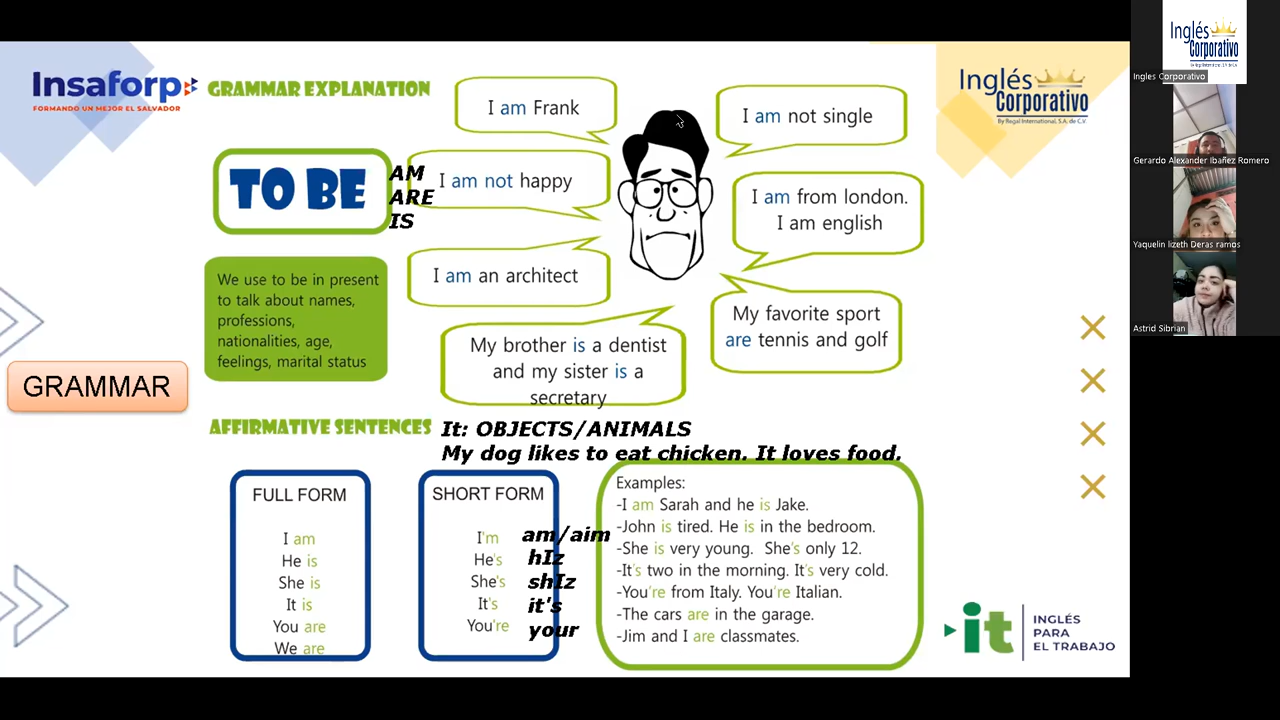 Insaforp
FORMANDO UN MEJOR EL SALVADOR
GRAMMAR EXPLANATION
I am Frank
I am not single
Inglés
Corporativo
By Regal International, S.A. de C.V.
TO BE
AM
ARE
IS
I am not happy
I am from london.
I am english
We use to be in present
to talk about names,
professions,
nationalities, age,
feelings, marital status
I am an architect
My favorite sport
are tennis and golf
My brother is a dentist
and my sister is a
secretary
GRAMMAR
AFFIRMATIVE SENTENCES
It: OBJECTS/ANIMALS
My dog likes to eat chicken. It loves food.
FULL FORM
I am
He is
She is
It is
You are
We are
SHORT FORM
I'm
He's
She's
It's
You're
am/aim
hIz
shIz
it's
your
Examples:
-I am Sarah and he is Jake.
-John is tired. He is in the bedroom.
-She is very young. She's only 12.
-It's two in the morning. It's very cold.
-You're from Italy. You're Italian.
-The cars are in the garage.
-Jim and I are classmates.
it
INGLÉS
PARA
EL TRABAJO
Inglés
Corporativo
Ingles Corporativo
Gerardo Alexander Ibañez Romero
Yaquelin lizeth Deras ramos
Astrid Sibrian